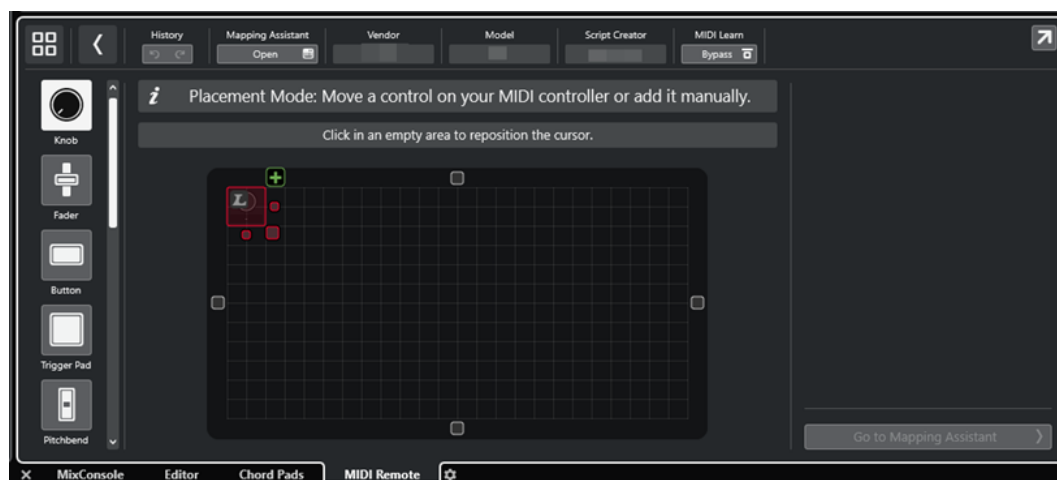 History
Mapping Assistant
Vendor
Model
Script Creator
MIDI Learn
Open
Bypass
i Placement Mode: Move a control on your MIDI controller or add it manually.
Click in an empty area to reposition the cursor.
L
Knob
Fader
Button
Trigger Pad
Pitchbend
Go to Mapping Assistant
MixConsole
Editor
Chord Pads
MIDI Remote